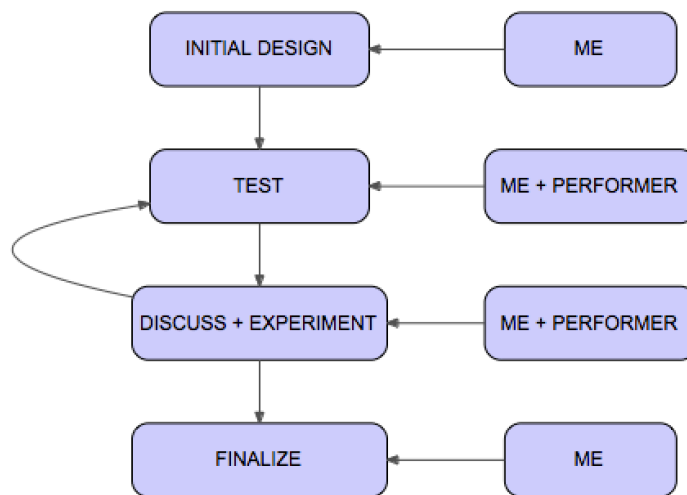 INITIAL DESIGN
ME
TEST
ME + PERFORMER
DISCUSS + EXPERIMENT
ME + PERFORMER
FINALIZE
ME